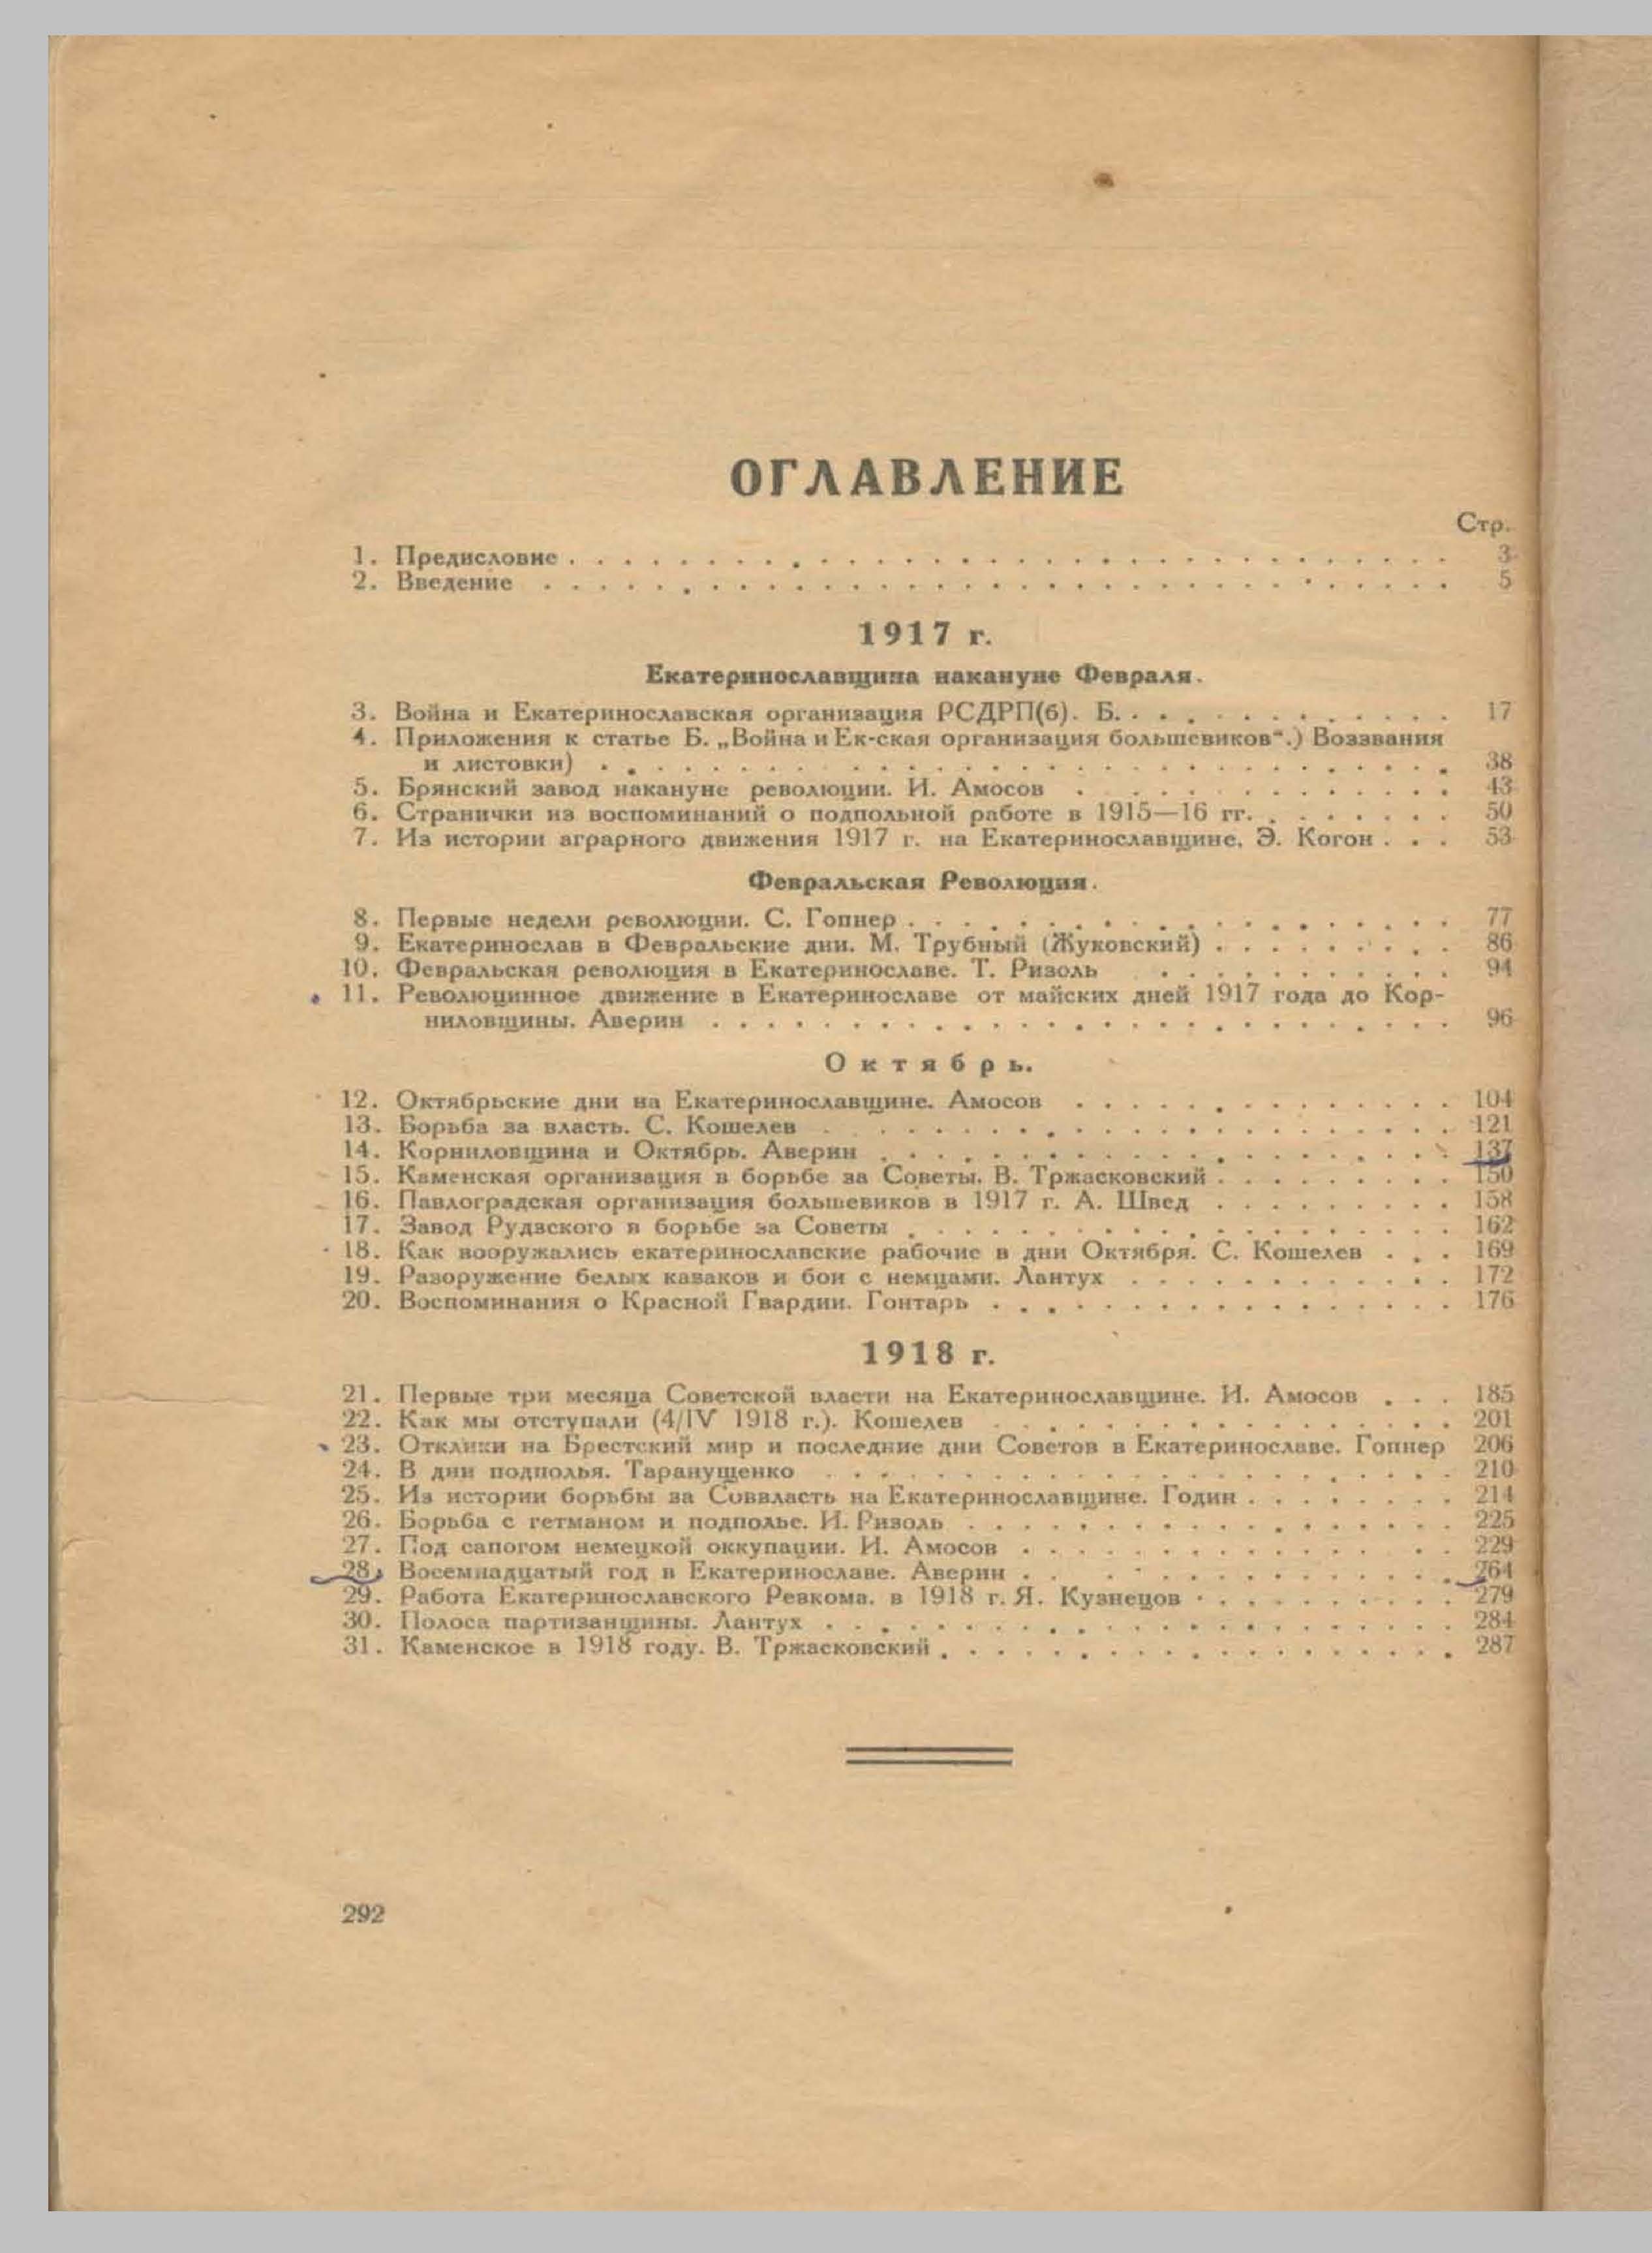 ОГЛАВЛЕНИЕ
Стр.
1. Предисловие . . . . . . . . . . . . . . . . . . . . 3
2. Введение . . . . . . . . . . . . . . . . . . . . 5
1917 г.
Екатеринославщина накануне Февраля.
3. Война и Екатеринославская организация РСДРП(б). Б. . . . . . . . . . . . 17
4. Приложения к статье Б. „Война и Ек-ская организация большевиков“.) Воззвания
и листовки) . . . . . . . . . . . . . . . . . . . . 38
5. Брянский завод накануне революции. И. Амосов . . . . . . . . . . . . 43
6. Странички из воспоминаний о подпольной работе в 1915—16 гг. . . . . . . . 50
7. Из истории аграрного движения 1917 г. на Екатеринославщине. Э. Когон . . . 53
Февральская Революция.
8. Первые недели революции. С. Гопнер . . . . . . . . . . . . . . . . 77
9. Екатеринослав в Февральские дни. М. Трубный (Жуковский) . . . . . . . . . 86
10. Февральская революция в Екатеринославе. Т. Ризоль . . . . . . . . . . . 94
11. Революцинное движение в Екатеринославе от майских дней 1917 года до Кор-
ниловщины. Аверин . . . . . . . . . . . . . . . . . . . . 96
Октябрь.
12. Октябрьские дни на Екатеринославщине. Амосов . . . . . . . . . . . . . . 104
13. Борьба за власть. С. Кошелев . . . . . . . . . . . . . . . . . . . . 121
14. Корниловщина и Октябрь. Аверин . . . . . . . . . . . . . . . . . . . . 137
15. Каменская организация в борьбе за Советы. В. Тржасковский . . . . . . . . . 150
16. Павлоградская организация большевиков в 1917 г. А. Швед . . . . . . . . . 158
17. Завод Рудзского в борьбе за Советы . . . . . . . . . . . . . . . . . 162
18. Как вооружались екатеринославские рабочие в дни Октября. С. Кошелев . . . 169
19. Разоружение белых казаков и бои с немцами. Лантух . . . . . . . . . . . . 172
20. Воспоминания о Красной Гвардии. Гонтарь . . . . . . . . . . . . . . . . . 176
1918 г.
21. Первые три месяца Советской власти на Екатеринославщине. И. Амосов . . . 185
22. Как мы отступали (4/IV 1918 г.). Кошелев . . . . . . . . . . . . . . . . . 201
23. Отклики на Брестский мир и последние дни Советов в Екатеринославе. Гопнер 206
24. В дни подполья. Таранущенко . . . . . . . . . . . . . . . . . . . . 210
25. Из истории борьбы за Соввласть на Екатеринославщине. Годин . . . . . . . . 214
26. Борьба с гетманом и подполье. И. Ризоль . . . . . . . . . . . . . . . . . . 225
27. Под сапогом немецкой оккупации. И. Амосов . . . . . . . . . . . . . . . 229
28. Восемнадцатый год в Екатеринославе. Аверин . . . . . . . . . . . . . . . 264
29. Работа Екатеринославского Ревкома. в 1918 г. Я. Кузнецов . . . . . . . . . . 279
30. Полоса партизанщины. Лантух . . . . . . . . . . . . . . . . . . . . 284
31. Каменское в 1918 году. В. Тржасковский . . . . . . . . . . . . . . . . . . . 287
292